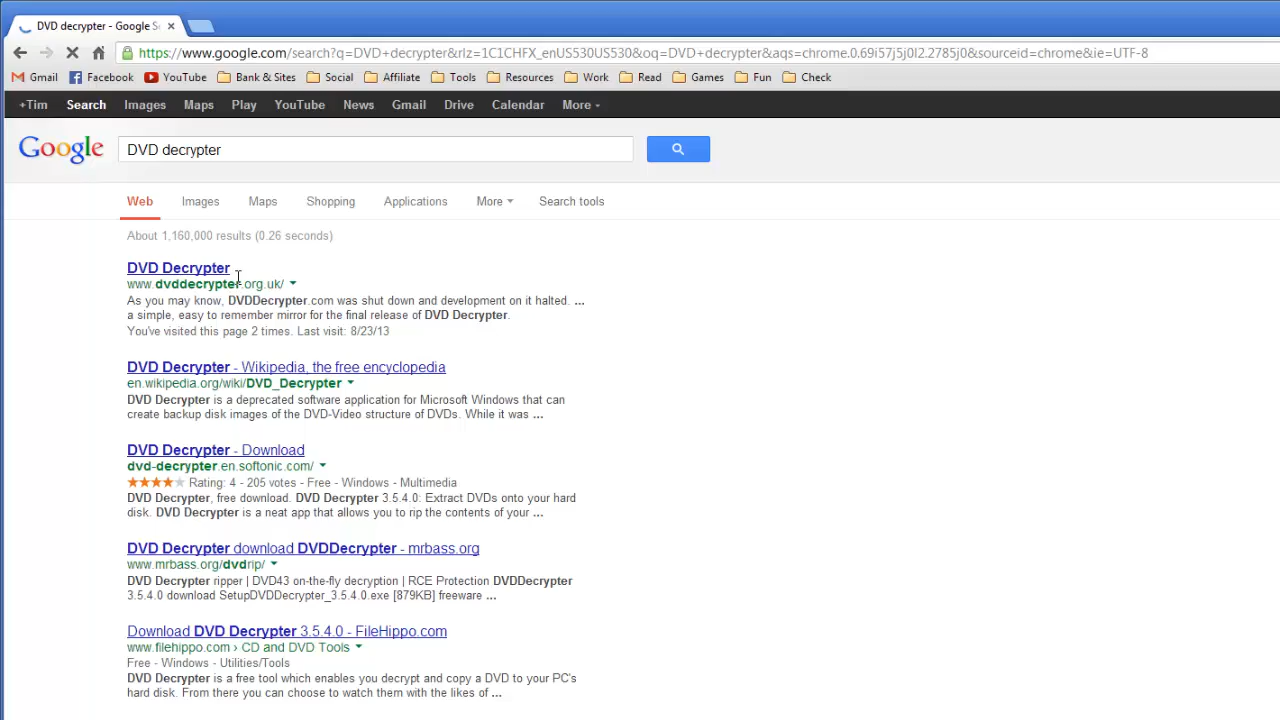 DVD decrypter - Google S
https://www.google.com/search?q=DVD+decrypter&rlz=1C1CHFX_enUS530US530&oq=DVD+decrypter&aqs=chrome.0.69i57j5j0l2.2785j0&sourceid=chrome&ie=UTF-8
Gmail Facebook YouTube Bank & Sites Social Affiliate Tools Resources Work Read Games Fun Check
+Tim Search Images Maps Play YouTube News Gmail Drive Calendar More
Google DVD decrypter
Web Images Maps Shopping Applications More Search tools
About 1,160,000 results (0.26 seconds)
DVD Decrypter
www.dvddecrypter.org.uk/
As you may know, DVDDecrypter.com was shut down and development on it halted. ...
a simple, easy to remember mirror for the final release of DVD Decrypter.
You've visited this page 2 times. Last visit: 8/23/13
DVD Decrypter - Wikipedia, the free encyclopedia
en.wikipedia.org/wiki/DVD_Decrypter
DVD Decrypter is a deprecated software application for Microsoft Windows that can
create backup disk images of the DVD-Video structure of DVDs. While it was ...
DVD Decrypter - Download
dvd-decrypter.en.softonic.com/
Rating: 4 - 205 votes - Free - Windows - Multimedia
DVD Decrypter, free download. DVD Decrypter 3.5.4.0: Extract DVDs onto your hard
disk. DVD Decrypter is a neat app that allows you to rip the contents of your ...
DVD Decrypter download DVDDecrypter - mrbass.org
www.mrbass.org/dvdrip/
DVD Decrypter ripper | DVD43 on-the-fly decryption | RCE Protection DVDDecrypter
3.5.4.0 download SetupDVDDecrypter_3.5.4.0.exe [879KB] freeware ...
Download DVD Decrypter 3.5.4.0 - FileHippo.com
www.filehippo.com › CD and DVD Tools
Free - Windows - Utilities/Tools
DVD Decrypter is a free tool which enables you decrypt and copy a DVD to your PC's
hard disk. From there you can choose to watch them with the likes of ...